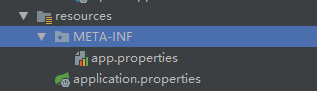 resources
META-INF
app.properties
application.properties